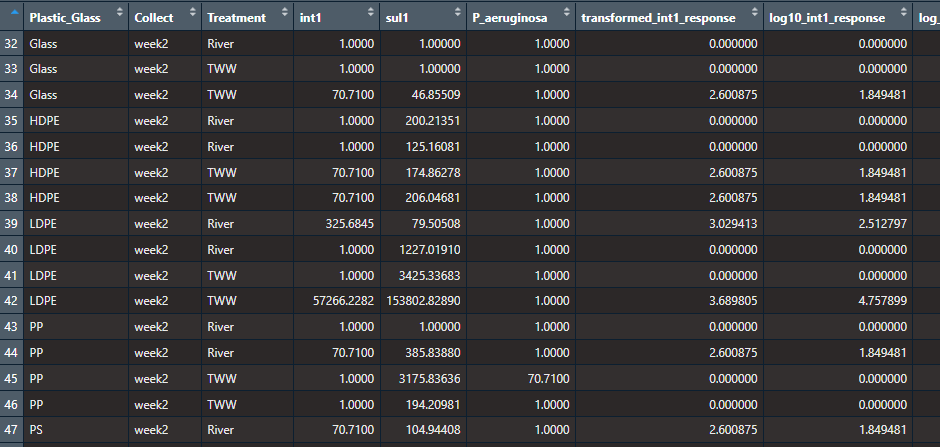 Plastic_Glass Collect Treatment int1 sul1 P_aeruginosa transformed_int1_response log10_int1_response log_
32 Glass week2 River 1.0000 1.00000 1.0000 0.000000 0.000000
33 Glass week2 TWW 1.0000 1.00000 1.0000 0.000000 0.000000
34 Glass week2 TWW 70.7100 46.85509 1.0000 2.600875 1.849481
35 HDPE week2 River 1.0000 200.21351 1.0000 0.000000 0.000000
36 HDPE week2 River 1.0000 125.16081 1.0000 0.000000 0.000000
37 HDPE week2 TWW 70.7100 174.86278 1.0000 2.600875 1.849481
38 HDPE week2 TWW 70.7100 206.04681 1.0000 2.600875 1.849481
39 LDPE week2 River 325.6845 79.50508 1.0000 3.029413 2.512797
40 LDPE week2 River 1.0000 1227.01910 1.0000 0.000000 0.000000
41 LDPE week2 TWW 1.0000 3425.33683 1.0000 0.000000 0.000000
42 LDPE week2 TWW 57266.2282 153802.82890 1.0000 3.689805 4.757899
43 PP week2 River 1.0000 1.00000 1.0000 0.000000 0.000000
44 PP week2 River 70.7100 385.83880 1.0000 2.600875 1.849481
45 PP week2 TWW 1.0000 3175.83636 70.7100 0.000000 0.000000
46 PP week2 TWW 1.0000 194.20981 1.0000 0.000000 0.000000
47 PS week2 River 70.7100 104.94408 1.0000 2.600875 1.849481